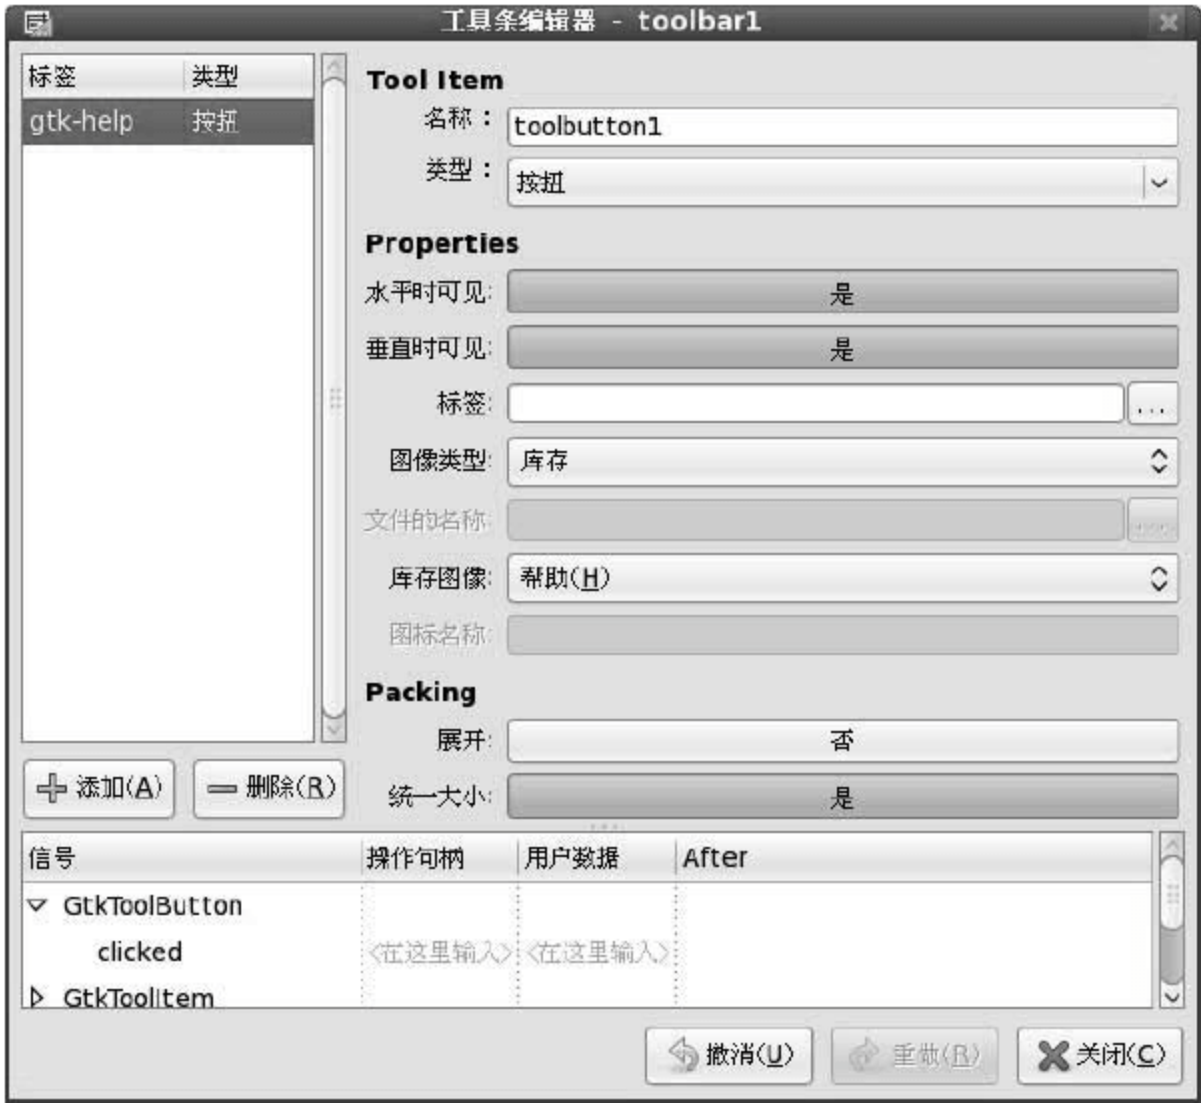 工具条编辑器 - toolbar1
标签 类型
gtk-help 按扭
Tool Item
名称： toolbutton1
类型： 按扭
Properties
水平时可见: 是
垂直时可见: 是
标签: ...
图像类型: 库存
文件的名称: ...
库存图像: 帮助(H)
图标名称:
Packing
展开: 否
统一大小: 是
添加(A) 删除(R)
信号 操作句柄 用户数据 After
GtkToolButton
clicked <在这里输入> <在这里输入>
GtkToolItem
撤消(U) 重做(R) 关闭(C)